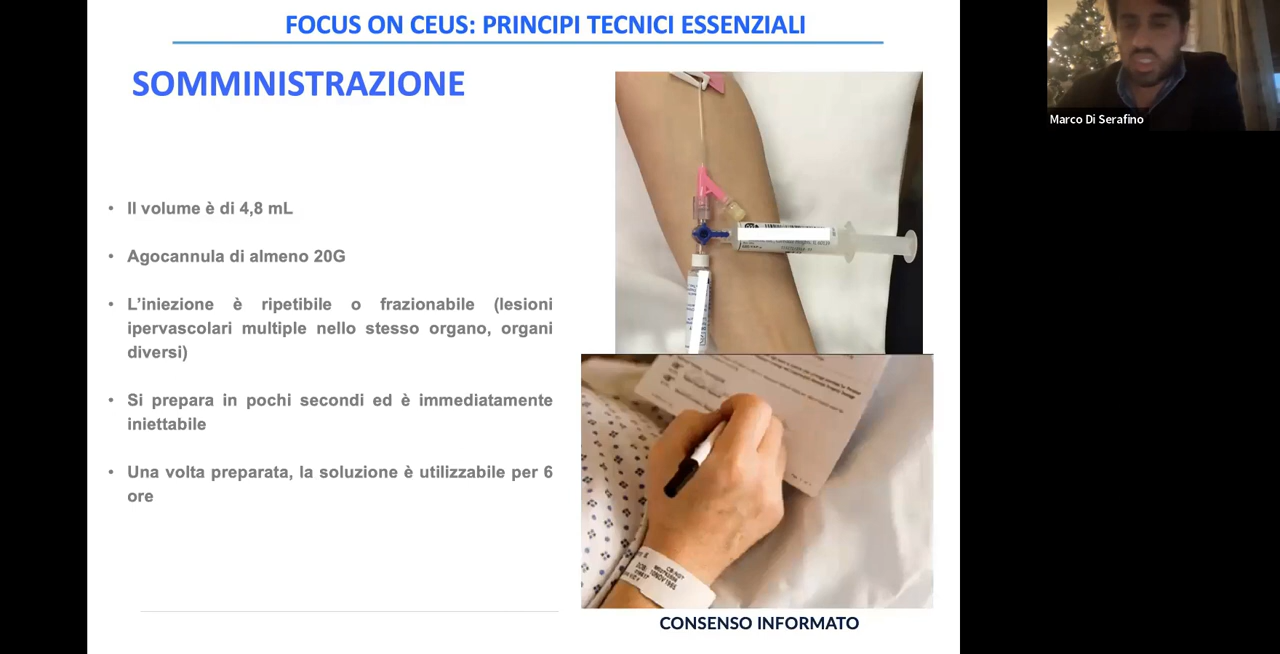 FOCUS ON CEUS: PRINCIPI TECNICI ESSENZIALI
SOMMINISTRAZIONE
Marco Di Serafino
• Il volume è di 4,8 mL
• Agocannula di almeno 20G
• L'iniezione è ripetibile o frazionabile (lesioni
ipervascolari multiple nello stesso organo, organi
diversi)
• Si prepara in pochi secondi ed è immediatamente
iniettabile
• Una volta preparata, la soluzione è utilizzabile per 6
ore
CONSENSO INFORMATO